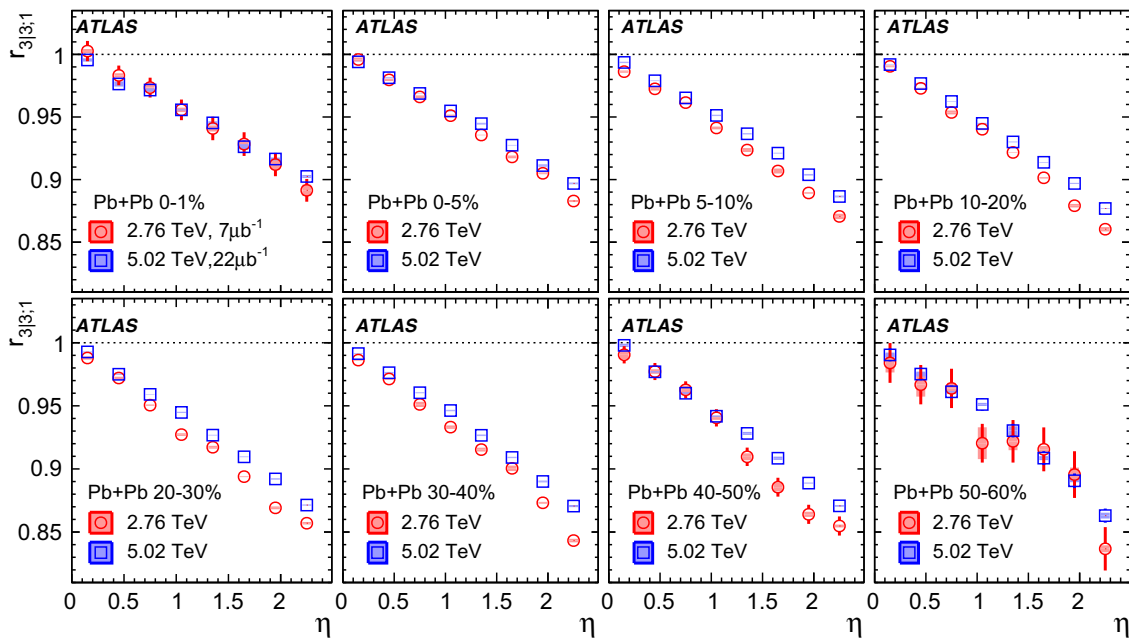 r3|3;1
1
0.95
0.9
0.85
ATLAS
Pb+Pb 0-1%
2.76 TeV, 7μb-1
5.02 TeV,22μb-1
ATLAS
Pb+Pb 0-5%
2.76 TeV
5.02 TeV
ATLAS
Pb+Pb 5-10%
2.76 TeV
5.02 TeV
ATLAS
Pb+Pb 10-20%
2.76 TeV
5.02 TeV
r3|3;1
1
0.95
0.9
0.85
ATLAS
Pb+Pb 20-30%
2.76 TeV
5.02 TeV
0 0.5 1 1.5 2
η
ATLAS
Pb+Pb 30-40%
2.76 TeV
5.02 TeV
0 0.5 1 1.5 2
η
ATLAS
Pb+Pb 40-50%
2.76 TeV
5.02 TeV
0 0.5 1 1.5 2
η
ATLAS
Pb+Pb 50-60%
2.76 TeV
5.02 TeV
0 0.5 1 1.5 2
η